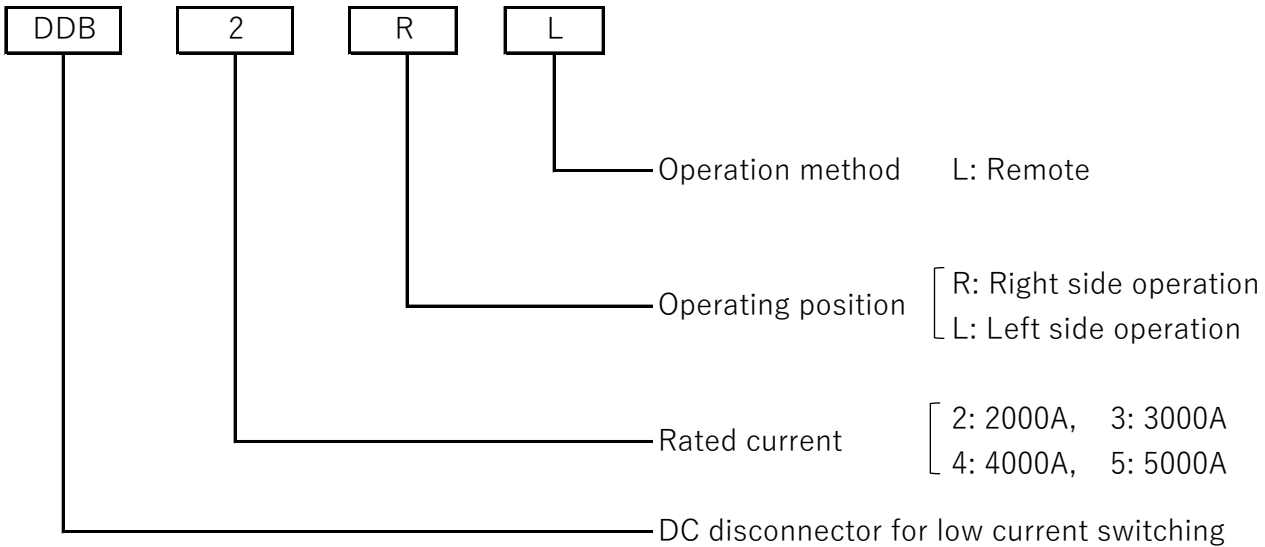 DDB 2 R L
Operation method L: Remote
Operating position R: Right side operation
L: Left side operation
Rated current 2: 2000A, 3: 3000A
4: 4000A, 5: 5000A
DC disconnector for low current switching